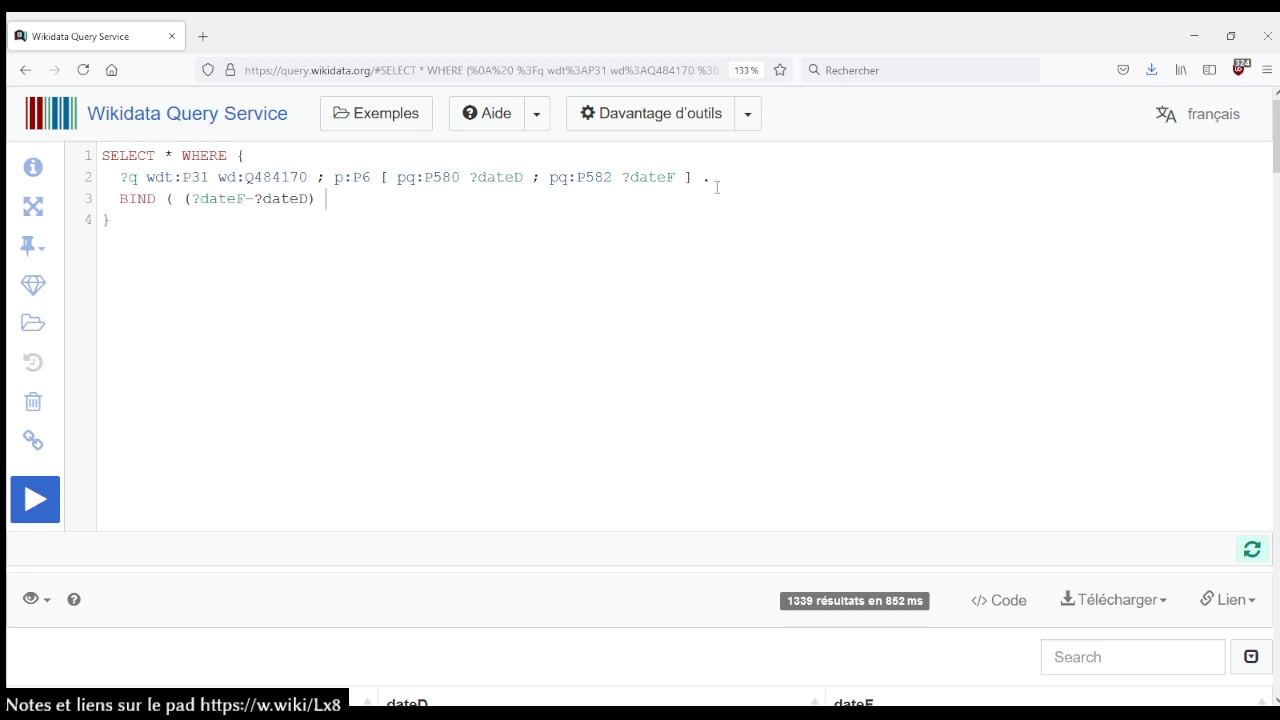 Wikidata Query Service
https://query.wikidata.org/#SELECT * WHERE {%0A%20 %3Fq wdt%3AP31 wd%3AQ484170 %3B
133 %
Rechercher
324
Wikidata Query Service
Exemples
Aide
Davantage d'outils
français
1 SELECT * WHERE {
2 ?q wdt:P31 wd:Q484170 ; p:P6 [ pq:P580 ?dateD ; pq:P582 ?dateF ] .
3 BIND ( (?dateF-?dateD)
4 }
1339 résultats en 852 ms
</> Code
Télécharger
Lien
Search
dateD
dateF
Notes et liens sur le pad https://w.wiki/Lx8